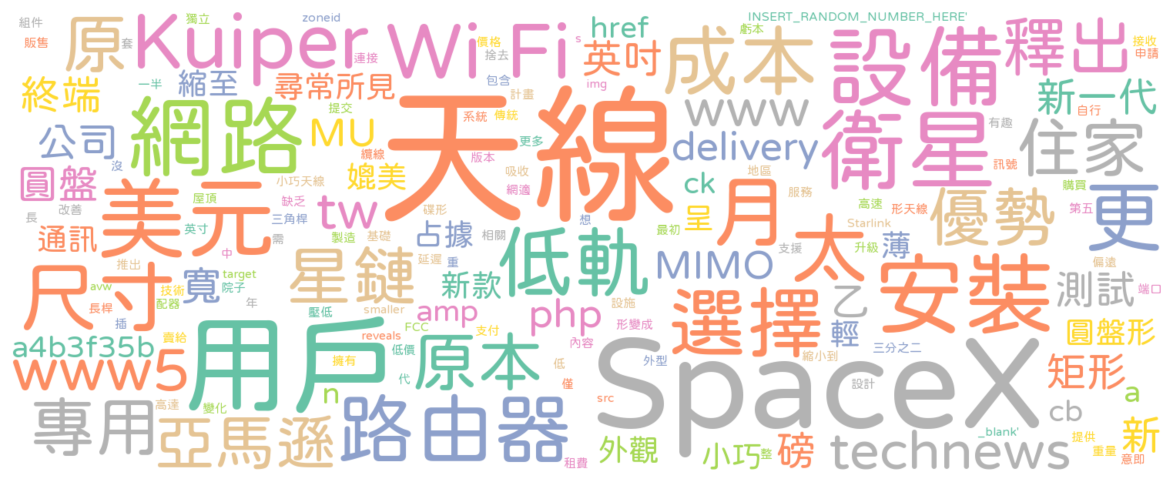 組件
獨立
zoneid
INSERT_RANDOM_NUMBER_HERE'
販售
套
原
Kuiper
連接
WiFi
價格
s
捨去
href
英吋
虧本
成本
設備
釋出
接收
申請
終端
一半
縮至
尋常所見
包含
img
計畫
www
新一代
自行
公司
網路
提交
MU
系統
傳統
天線
更多
delivery
衛星
有趣
住家
訊號
沒
纜線
版本
圓盤
美元
屋頂
小巧天線
媲美
吸收
網適
ck
地區
服務
購買
更
長
改善
缺乏
tw
碟形
想
呈
月
高速
形天線
優勢
第五
通訊
英寸
三角桿
需
製造
基礎
占據
相關
最初
Starlink
推出
中
星鏈
延遲
重
低軌
MIMO
支援
太
升級
薄
偏遠
尺寸
寬
target
院子
avw
技術
配器
長桿
年
新款
設施
安裝
測試
端口
插
壓低
smaller
選擇
乙
輕
賣給
用戶
amp
php
形變成
圓盤形
a4b3f35b
FCC
支付
reveals
內容
www5
低價
原本
擁有
低
外型
縮小到
三分之二
矩形
代
僅
SpaceX
設計
n
src
a
專用
高達
變化
路由器
cb
亞馬遜
外觀
小巧
整
磅
technews
_blank'
提供
新
租費
重量
意即